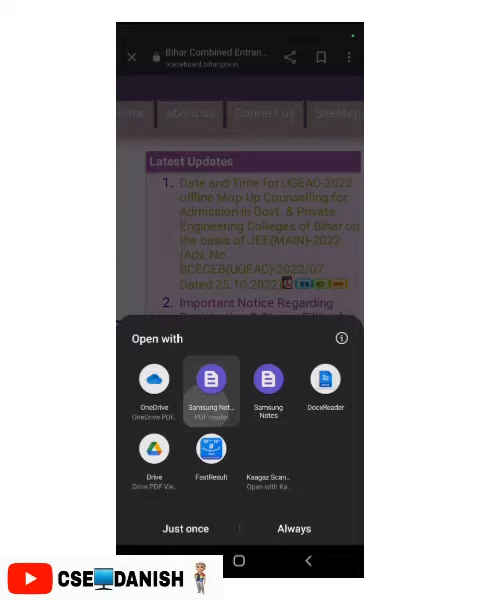 Bihar Combined Entran...
bceceboard.bihar.gov.in
Home
About us
Contact us
SiteMap
Latest Updates
1. Date and Time for UGEAC-2022
offline Mop-Up Counselling for
Admission in Govt. & Private
Engineering Colleges of Bihar on
the basis of JEE(MAIN)-2022
(Adv. No.
BCECEB(UGEAC)-2022/07
Dated 25.10.2022
2. Important Notice Regarding
Open with
OneDrive
OneDrive PDF..
Samsung Not...
PDF reader
Samsung
Notes
DocxReader
Drive
Drive PDF Vie..
FastResult
Kaagaz Scan..
Open with Ka..
Just once
Always
CSE DANISH